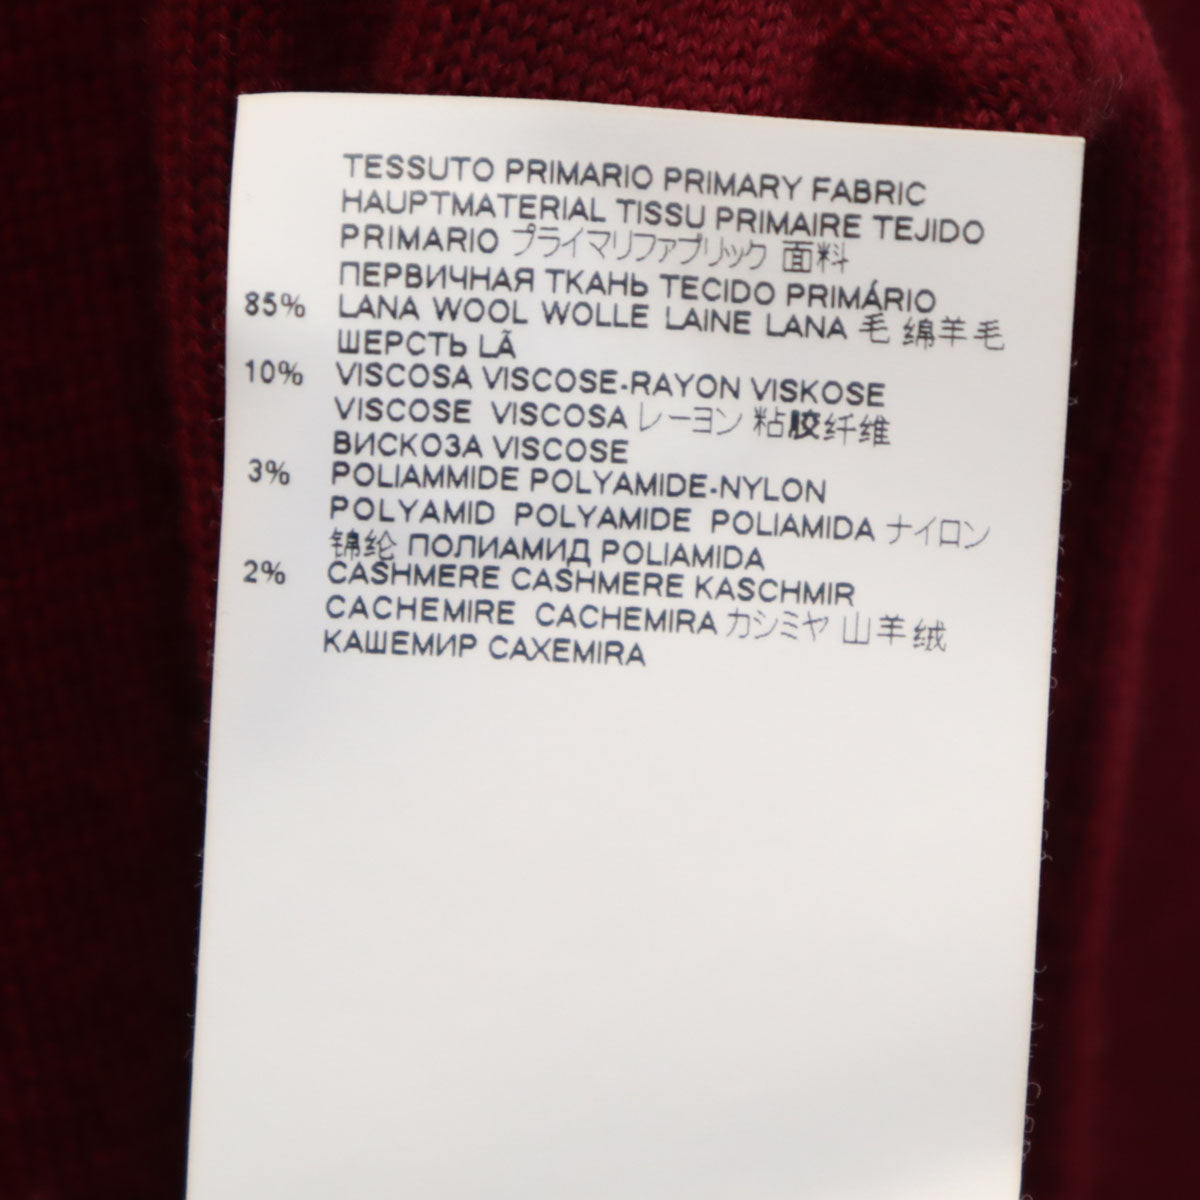 TESSUTO PRIMARIO PRIMARY FABRIC
HAUPTMATERIAL TISSU PRIMAIRE TEJIDO
PRIMARIO プライマリファブリック 面料
ПЕРВИЧНАЯ ТКАНЬ TECIDO PRIMÁRIO
85% LANA WOOL WOLLE LAINE LANA 毛 绵羊毛
ШЕРСТЬ LÃ
10% VISCOSA VISCOSE-RAYON VISKOSE
VISCOSE VISCOSA レーヨン 粘胶纤维
ВИСКОЗА VISCOSE
3% POLIAMMIDE POLYAMIDE-NYLON
POLYAMID POLYAMIDE POLIAMIDA ナイロン
锦纶 ПОЛИАМИД POLIAMIDA
2% CASHMERE CASHMERE KASCHMIR
CACHEMIRE CACHEMIRA カシミヤ 山羊绒
КАШЕМИР CAXEMIRA